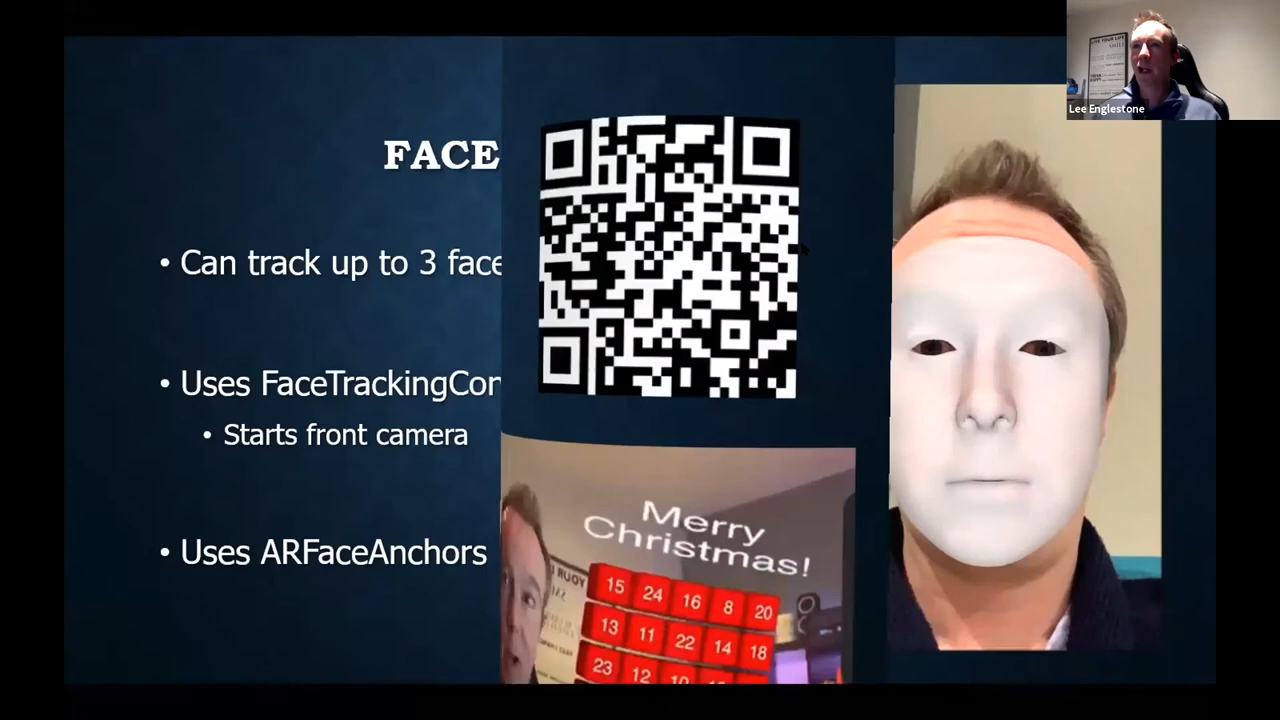 Lee Englestone
FACE
• Can track up to 3 face
• Uses FaceTrackingCon
• Starts front camera
• Uses ARFaceAnchors
Merry
Christmas!
15 24 16 8 20
13 11 22 14 18
23 12